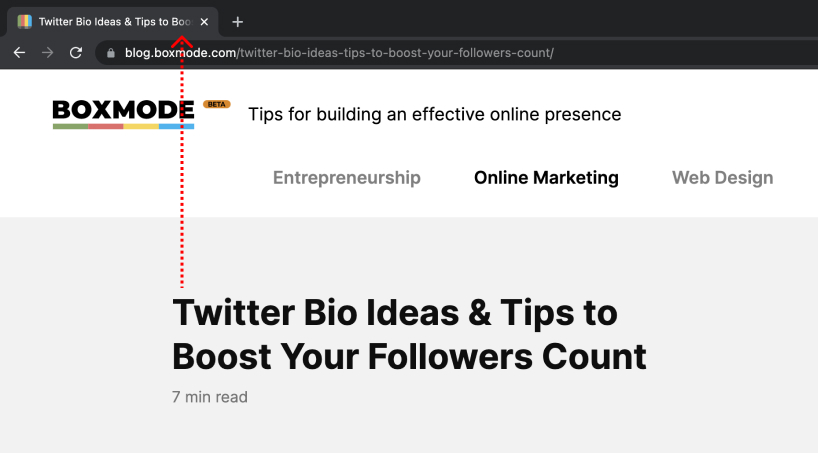 Twitter Bio Ideas & Tips to Boo
blog.boxmode.com/twitter-bio-ideas-tips-to-boost-your-followers-count/
BOXMODE BETA Tips for building an effective online presence
Entrepreneurship Online Marketing Web Design
Twitter Bio Ideas & Tips to
Boost Your Followers Count
7 min read